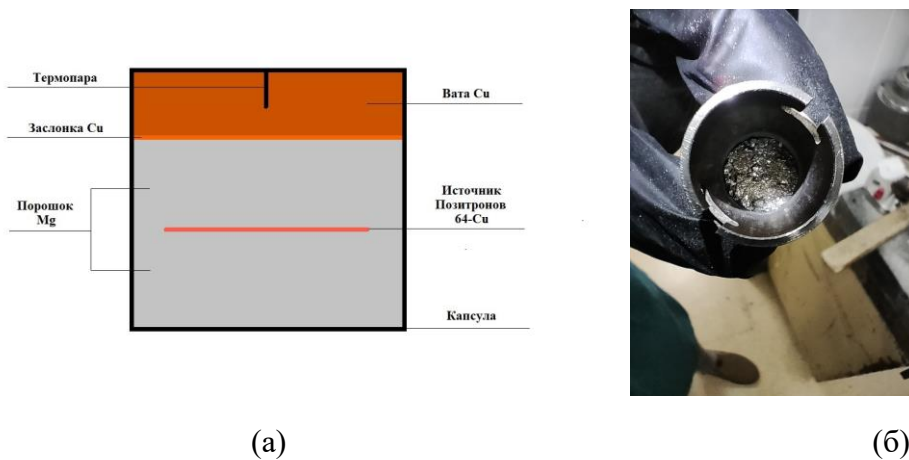 Термопара
Вата Cu
Заслонка Cu
Порошок
Mg
Источник
Позитронов
64-Cu
Капсула
(а)
(б)